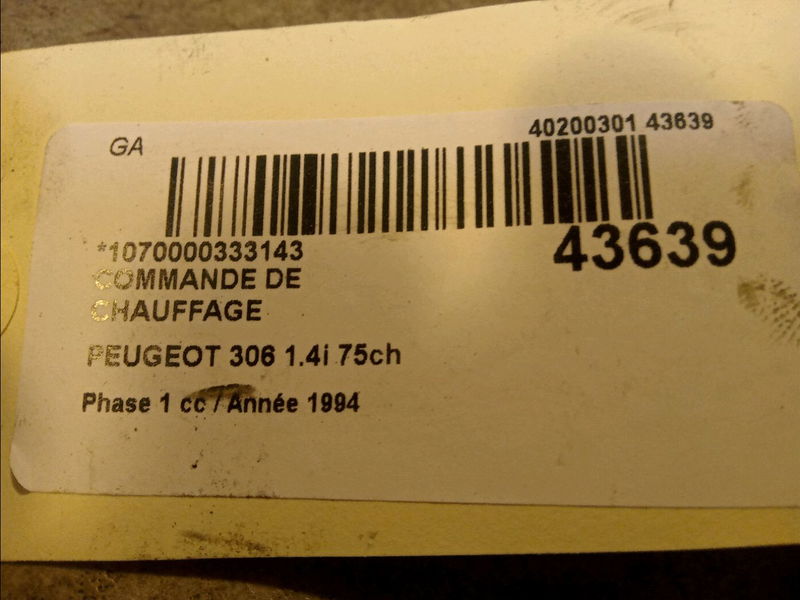 GA
40200301 43639
*1070000333143
43639
COMMANDE DE
CHAUFFAGE
PEUGEOT 306 1.4i 75ch
Phase 1 cc / Année 1994